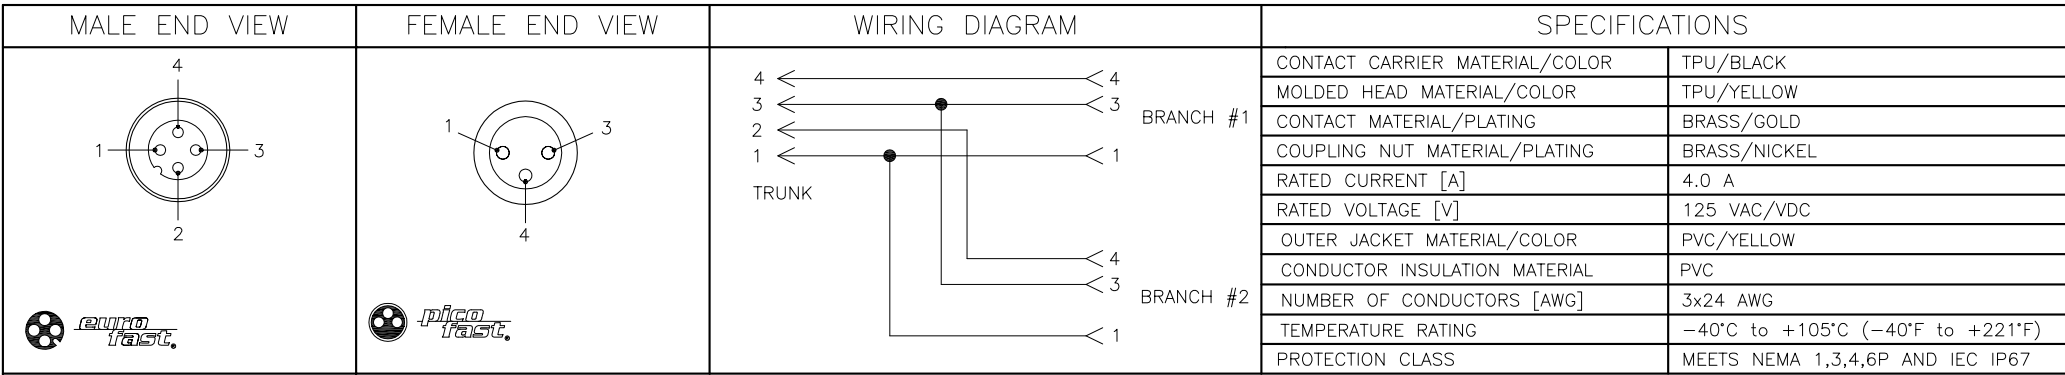 MALE END VIEW
4
1
3
2
euro
fast.
FEMALE END VIEW
1
3
4
pico
fast.
WIRING DIAGRAM
4
4
3
3
BRANCH #1
2
1
1
TRUNK
4
3
BRANCH #2
1
SPECIFICATIONS
CONTACT CARRIER MATERIAL/COLOR TPU/BLACK
MOLDED HEAD MATERIAL/COLOR TPU/YELLOW
CONTACT MATERIAL/PLATING BRASS/GOLD
COUPLING NUT MATERIAL/PLATING BRASS/NICKEL
RATED CURRENT [A] 4.0 A
RATED VOLTAGE [V] 125 VAC/VDC
OUTER JACKET MATERIAL/COLOR PVC/YELLOW
CONDUCTOR INSULATION MATERIAL PVC
NUMBER OF CONDUCTORS [AWG] 3x24 AWG
TEMPERATURE RATING −40°C to +105°C (−40°F to +221°F)
PROTECTION CLASS MEETS NEMA 1,3,4,6P AND IEC IP67